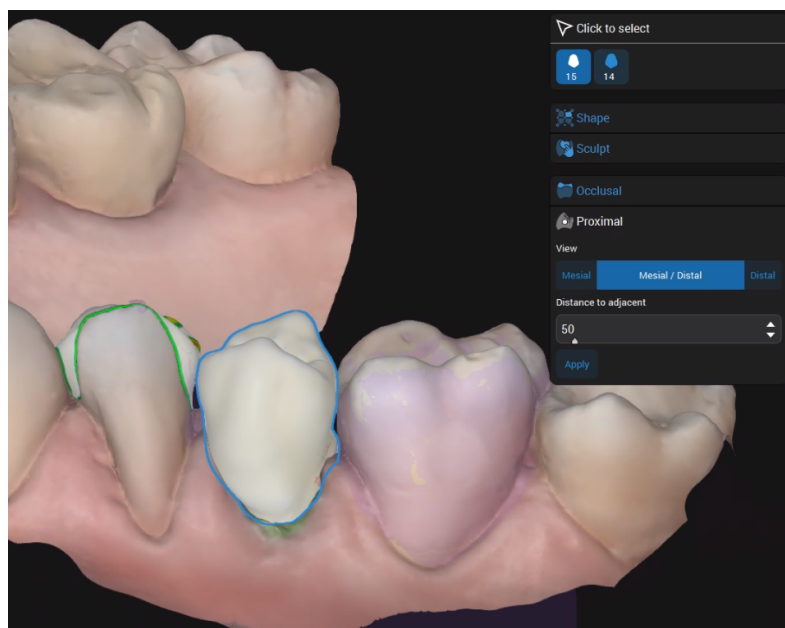 Click to select
15 14
Shape
Sculpt
Occlusal
Proximal
View
Mesial Mesial / Distal Distal
Distance to adjacent
50
Apply